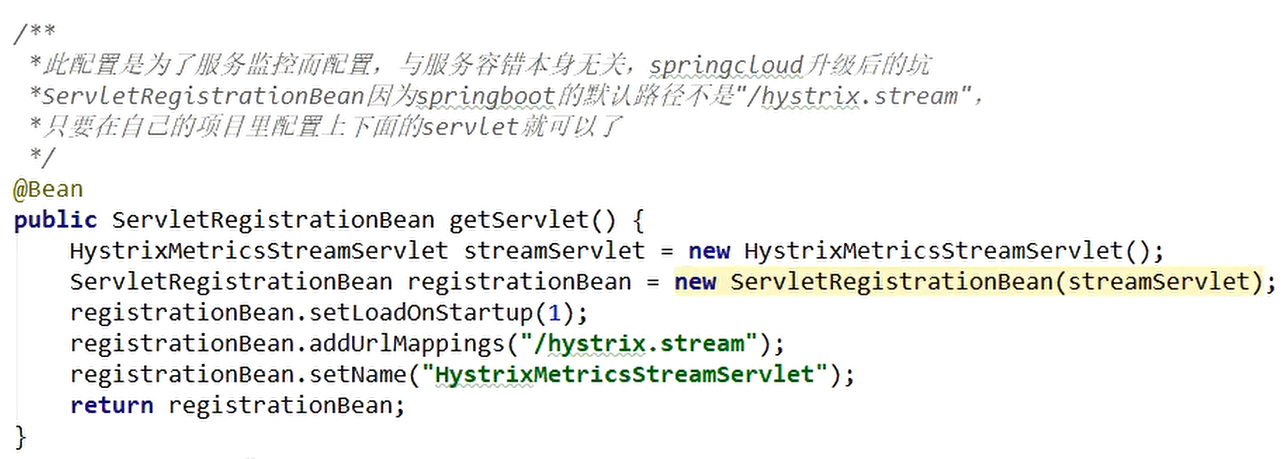 /**
 *此配置是为了服务监控而配置，与服务容错本身无关，springcloud升级后的坑
 *ServletRegistrationBean因为springboot的默认路径不是"/hystrix.stream"，
 *只要在自己的项目里配置上下面的servlet就可以了
 */
@Bean
public ServletRegistrationBean getServlet() {
    HystrixMetricsStreamServlet streamServlet = new HystrixMetricsStreamServlet();
    ServletRegistrationBean registrationBean = new ServletRegistrationBean(streamServlet);
    registrationBean.setLoadOnStartup(1);
    registrationBean.addUrlMappings("/hystrix.stream");
    registrationBean.setName("HystrixMetricsStreamServlet");
    return registrationBean;
}